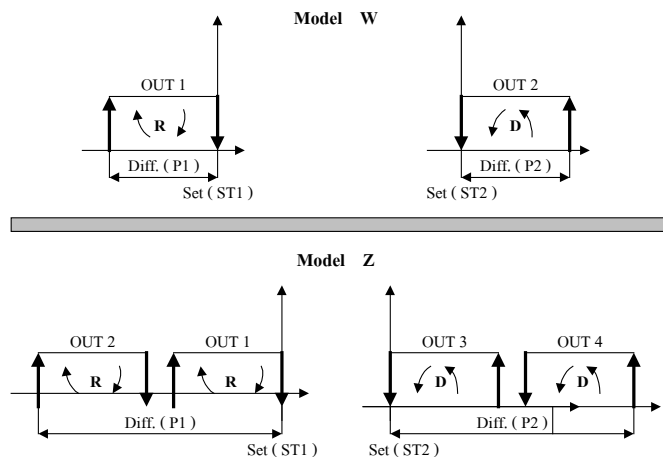 Model W
OUT 1
OUT 2
R
D
Diff. ( P1 )
Diff. ( P2 )
Set ( ST1 )
Set ( ST2 )
Model Z
OUT 2
OUT 1
OUT 3
OUT 4
R
R
D
D
Diff. ( P1 )
Diff. ( P2 )
Set ( ST1 )
Set ( ST2 )